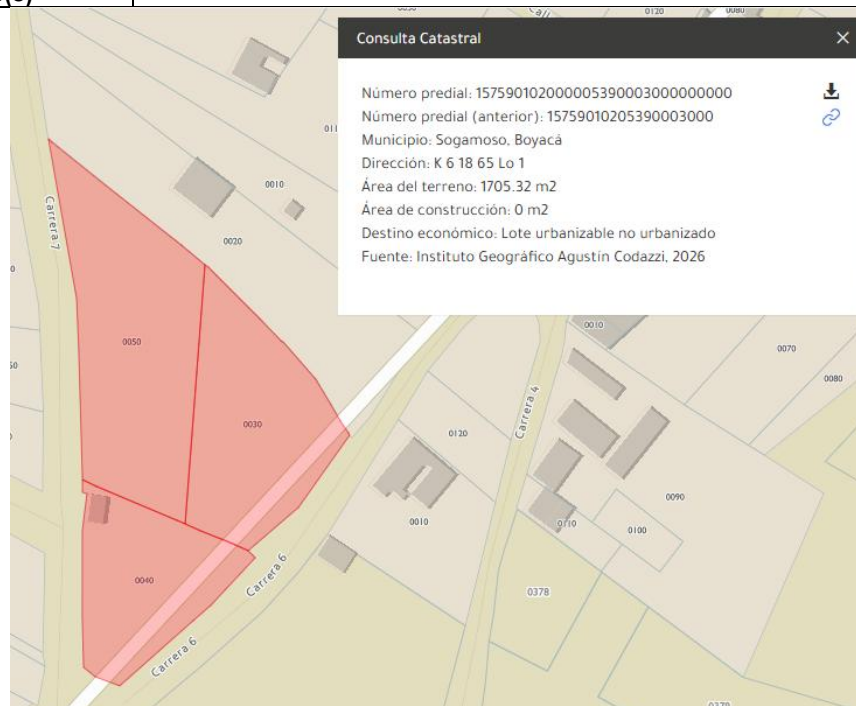 Consulta Catastral
Número predial: 157590102000005390003000000000
Número predial (anterior): 15759010205390003000
Municipio: Sogamoso, Boyacá
Dirección: K 6 18 65 Lo 1
Área del terreno: 1705.32 m2
Área de construcción: 0 m2
Destino económico: Lote urbanizable no urbanizado
Fuente: Instituto Geográfico Agustín Codazzi, 2026
0120
0080
0010
0020
Carrera 7
0050
0030
0040
Carrera 6
Carrera 6
0120
0010
Carrera 4
0010
0070
0080
0090
0100
0110
0378